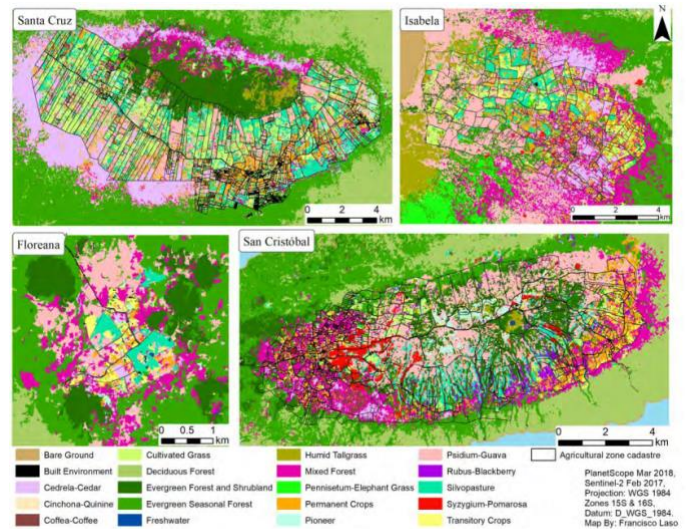 Santa Cruz
Isabela
N
0 2 4
km
0 2 4
km
Floreana
San Cristóbal
0 0.5 1
km
0 2 4
km
Bare Ground
Built Environment
Cedrela-Cedar
Cinchona-Quinine
Coffea-Coffee
Cultivated Grass
Deciduous Forest
Evergreen Forest and Shrubland
Evergreen Seasonal Forest
Freshwater
Humid Tallgrass
Mixed Forest
Pennisetum-Elephant Grass
Permanent Crops
Pioneer
Psidium-Guava
Rubus-Blackberry
Silvopasture
Syzygium-Pomarosa
Transitory Crops
Agricultural zone cadastre
PlanetScope Mar 2018,
Sentinel-2 Feb 2017,
Projection: WGS 1984
Zones 15S & 16S,
Datum: D_WGS_1984,
Map By: Francisco Laso